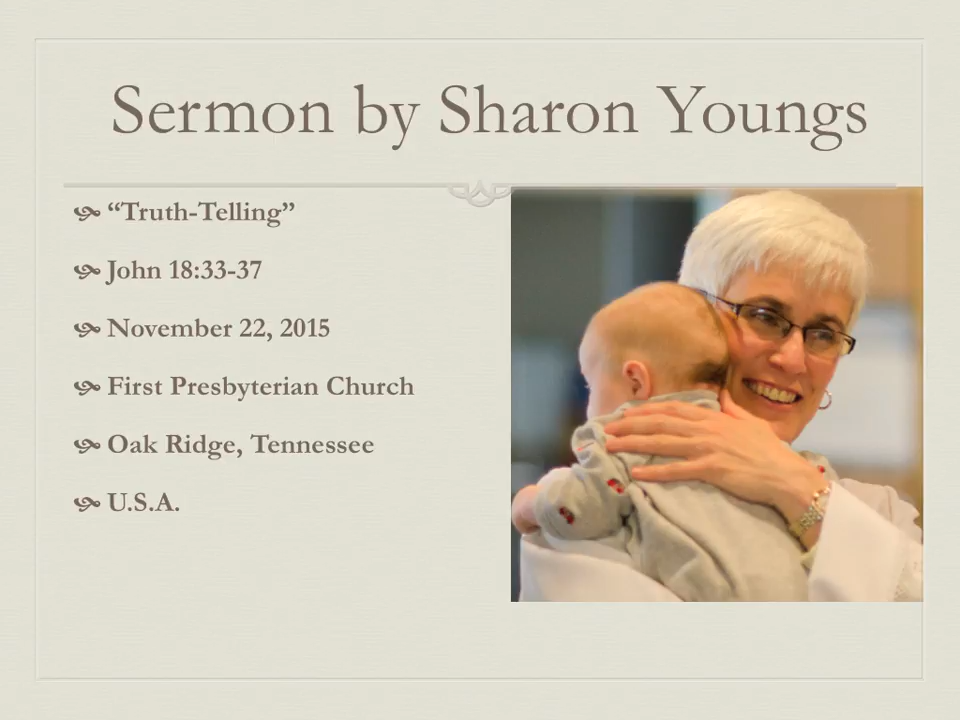 Sermon by Sharon Youngs
“Truth-Telling”
John 18:33-37
November 22, 2015
First Presbyterian Church
Oak Ridge, Tennessee
U.S.A.